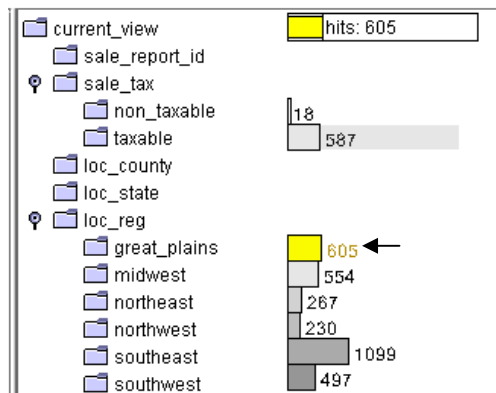 current_view hits: 605
sale_report_id
sale_tax
non_taxable 18
taxable 587
loc_county
loc_state
loc_reg
great_plains 605
midwest 554
northeast 267
northwest 230
southeast 1099
southwest 497